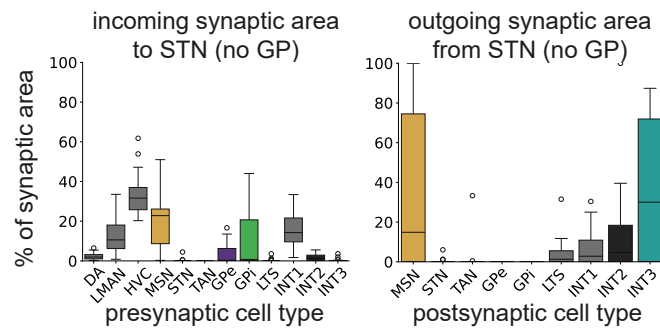 incoming synaptic area
to STN (no GP)
% of synaptic area
100
80
60
40
20
0
DA
LMAN
HVC
MSN
STN
TAN
GPe
GPi
LTS
INT1
INT2
INT3
presynaptic cell type
outgoing synaptic area
from STN (no GP)
100
80
60
40
20
0
MSN
STN
TAN
GPe
GPi
LTS
INT1
INT2
INT3
postsynaptic cell type